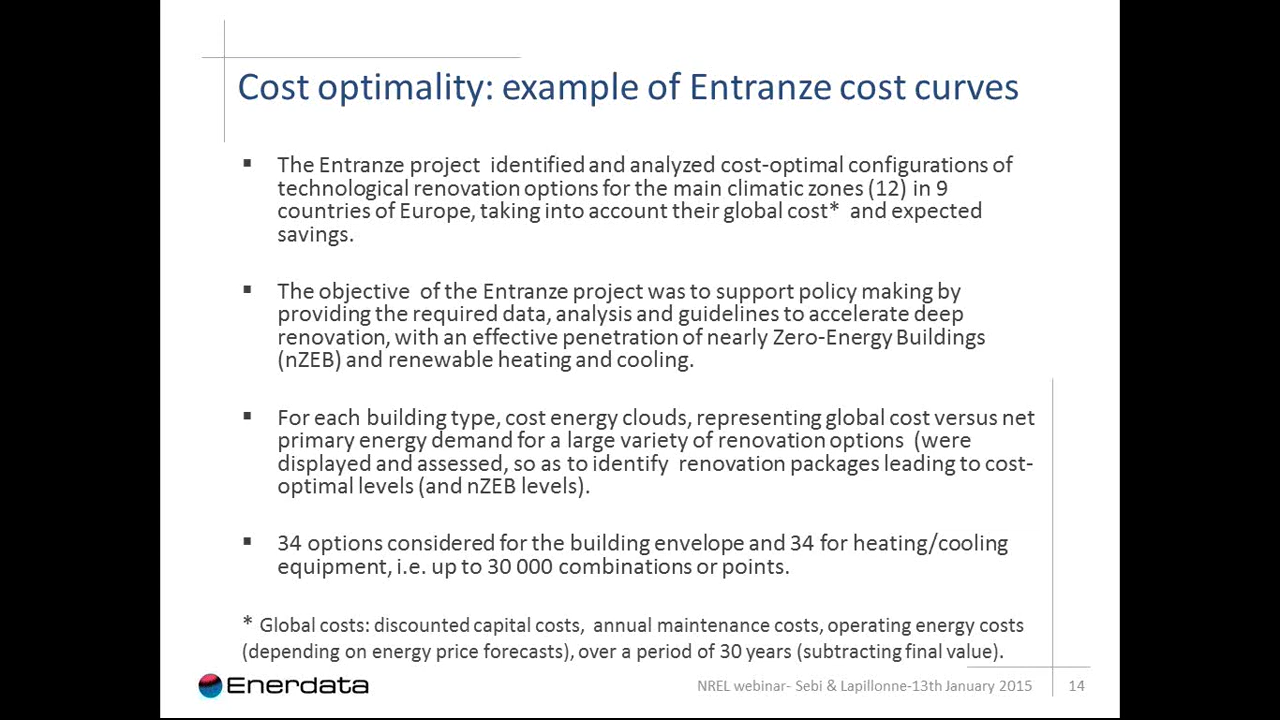 Cost optimality: example of Entranze cost curves
▪ The Entranze project identified and analyzed cost-optimal configurations of
technological renovation options for the main climatic zones (12) in 9
countries of Europe, taking into account their global cost* and expected
savings.
▪ The objective of the Entranze project was to support policy making by
providing the required data, analysis and guidelines to accelerate deep
renovation, with an effective penetration of nearly Zero-Energy Buildings
(nZEB) and renewable heating and cooling.
▪ For each building type, cost energy clouds, representing global cost versus net
primary energy demand for a large variety of renovation options (were
displayed and assessed, so as to identify renovation packages leading to cost-
optimal levels (and nZEB levels).
▪ 34 options considered for the building envelope and 34 for heating/cooling
equipment, i.e. up to 30 000 combinations or points.
* Global costs: discounted capital costs, annual maintenance costs, operating energy costs
(depending on energy price forecasts), over a period of 30 years (subtracting final value).
Enerdata
NREL webinar- Sebi & Lapillonne-13th January 2015
14